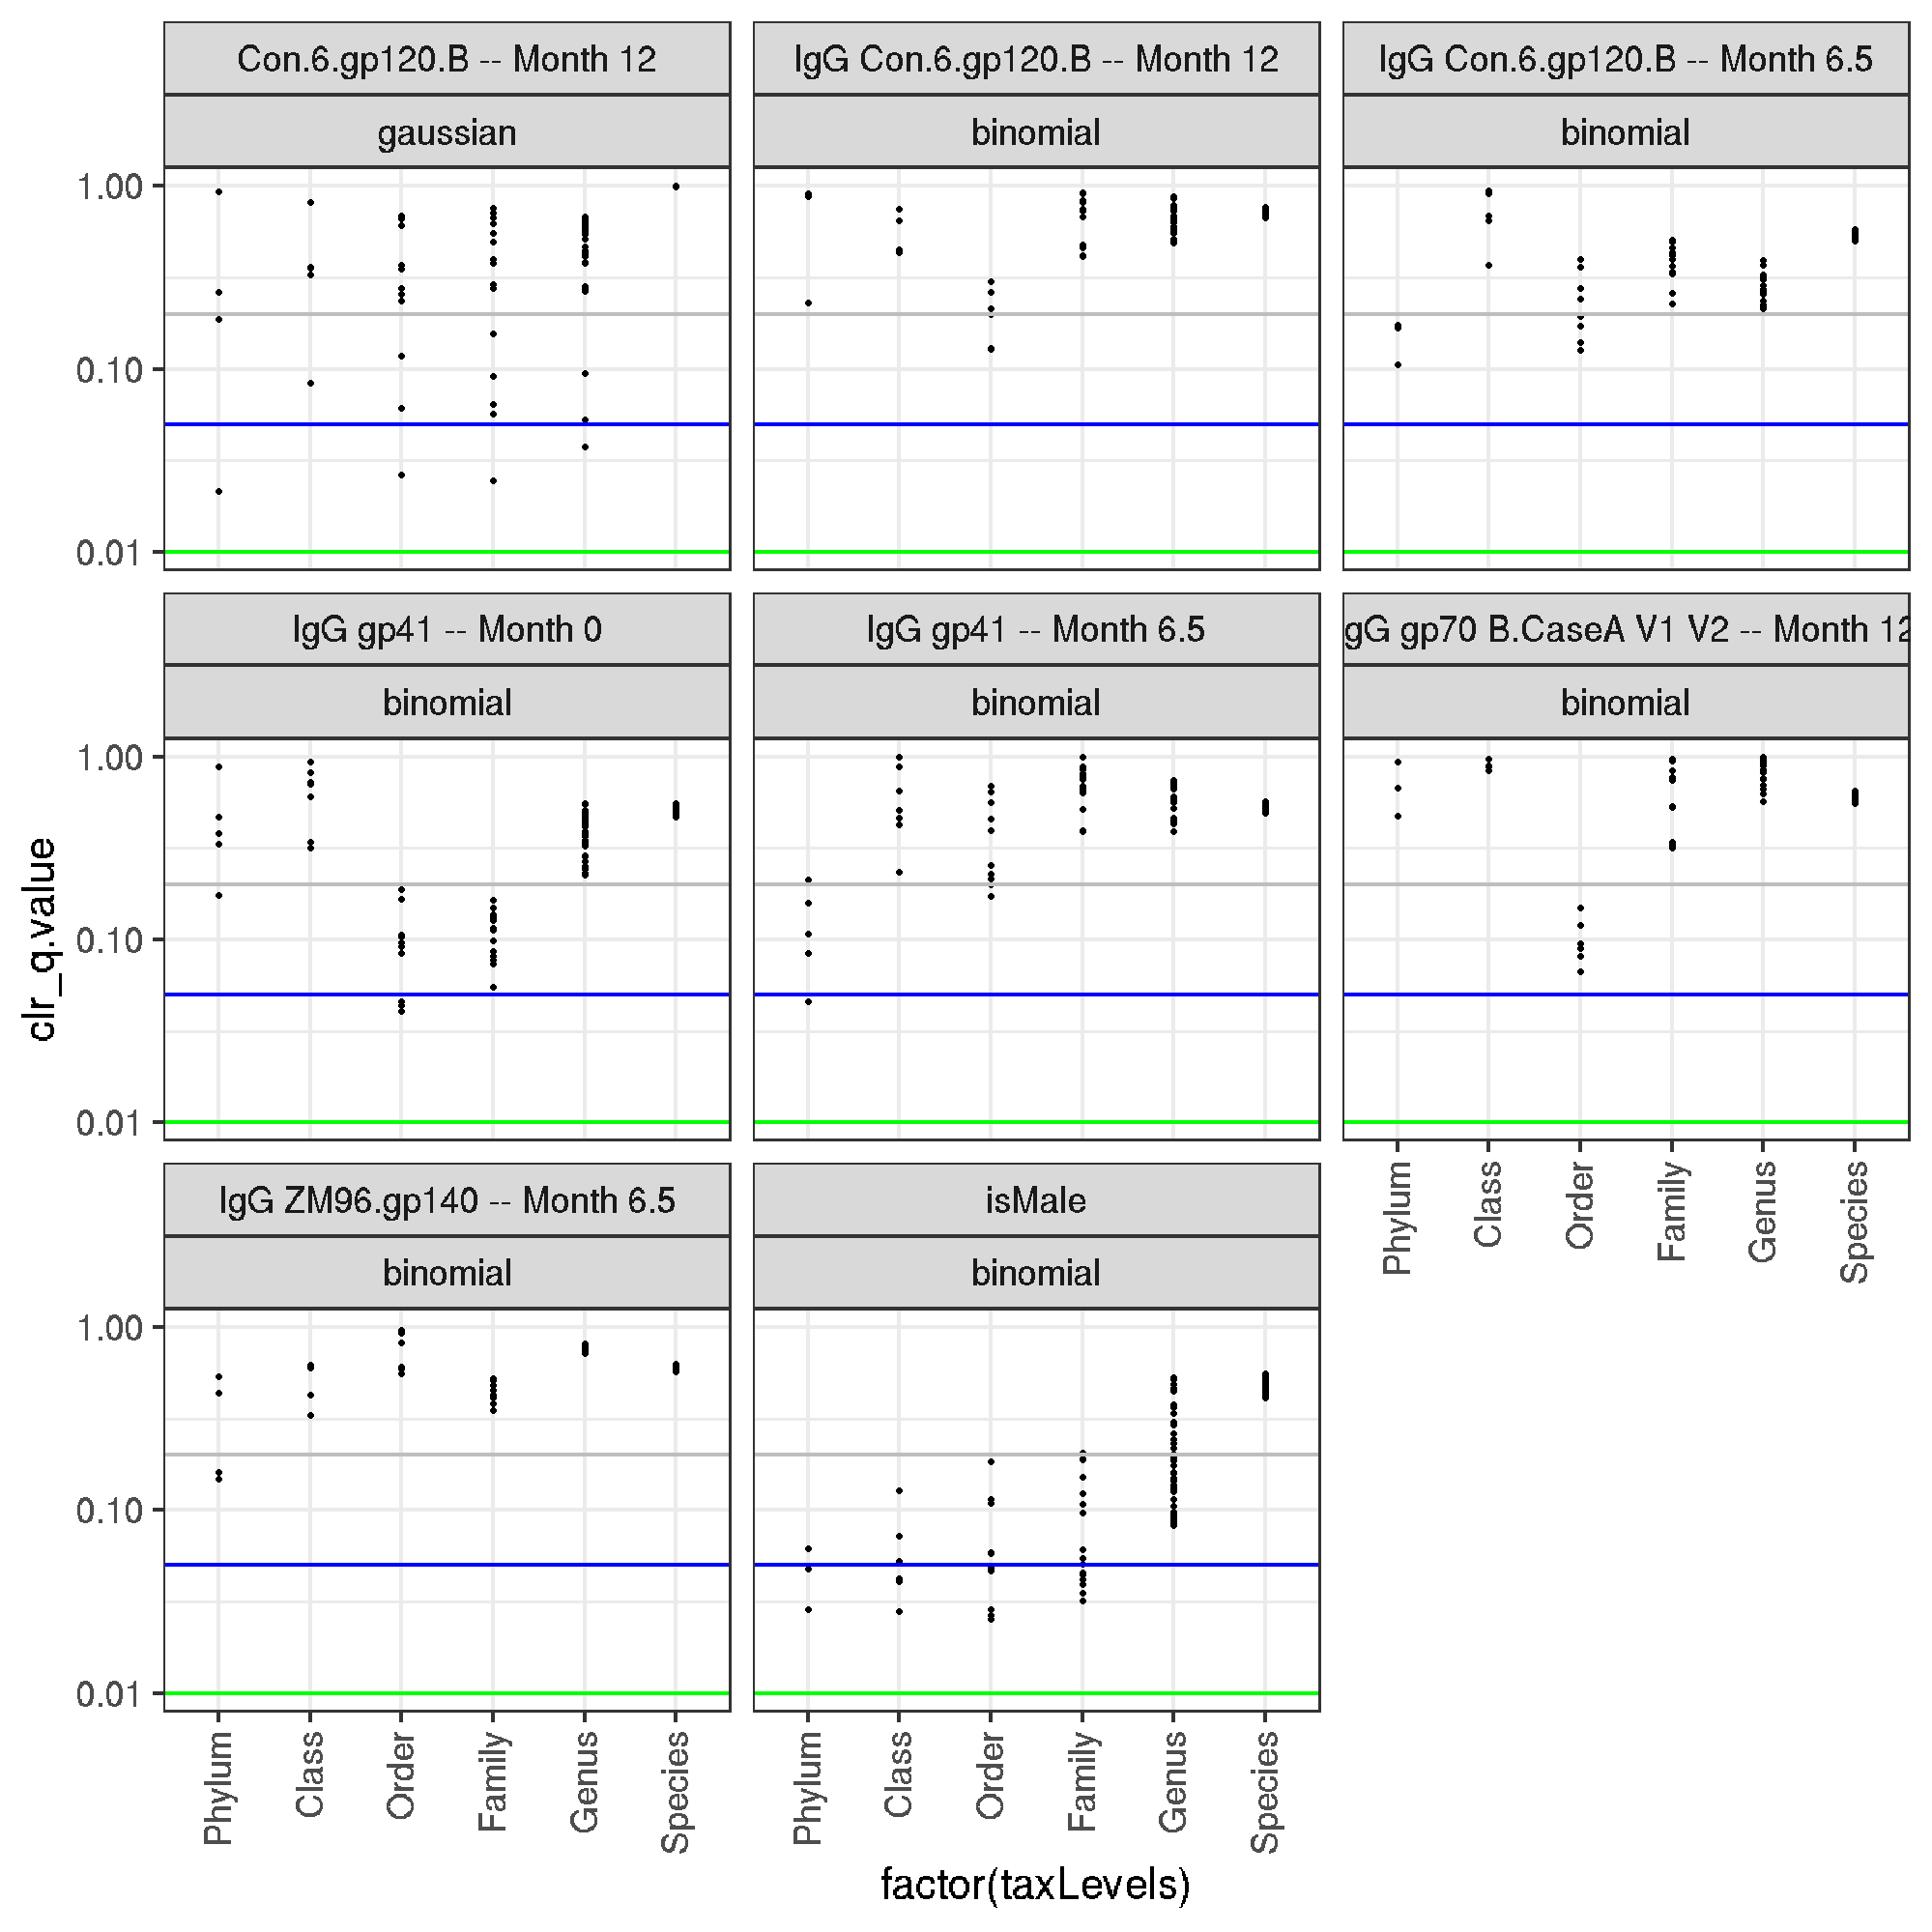 Con.6.gp120.B -- Month 12
IgG Con.6.gp120.B -- Month 12
IgG Con.6.gp120.B -- Month 6.5
gaussian
binomial
binomial
1.00
0.10
0.01
IgG gp41 -- Month 0
IgG gp41 -- Month 6.5
gG gp70 B.CaseA V1 V2 -- Month 12
binomial
binomial
binomial
1.00
0.10
0.01
Phylum
Class
Order
Family
Genus
Species
IgG ZM96.gp140 -- Month 6.5
isMale
binomial
binomial
1.00
0.10
0.01
Phylum
Class
Order
Family
Genus
Species
Phylum
Class
Order
Family
Genus
Species
factor(taxLevels)
clr_q.value